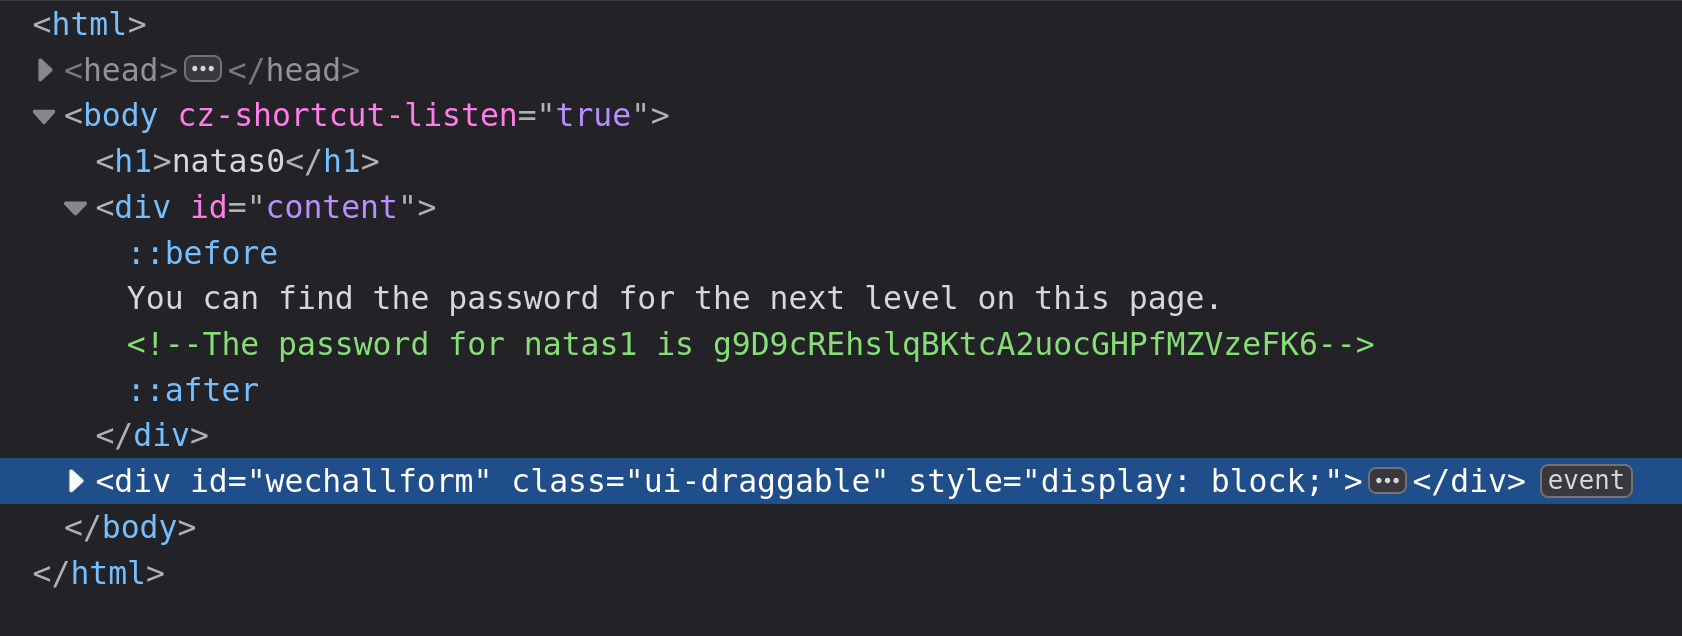 <html>
<head>•••</head>
<body cz-shortcut-listen="true">
<h1>natas0</h1>
<div id="content">
::before
You can find the password for the next level on this page.
<!--The password for natas1 is g9D9cREhslqBKtcA2uocGHPfMZVzeFK6-->
::after
</div>
<div id="wechallform" class="ui-draggable" style="display: block;">•••</div> event
</body>
</html>